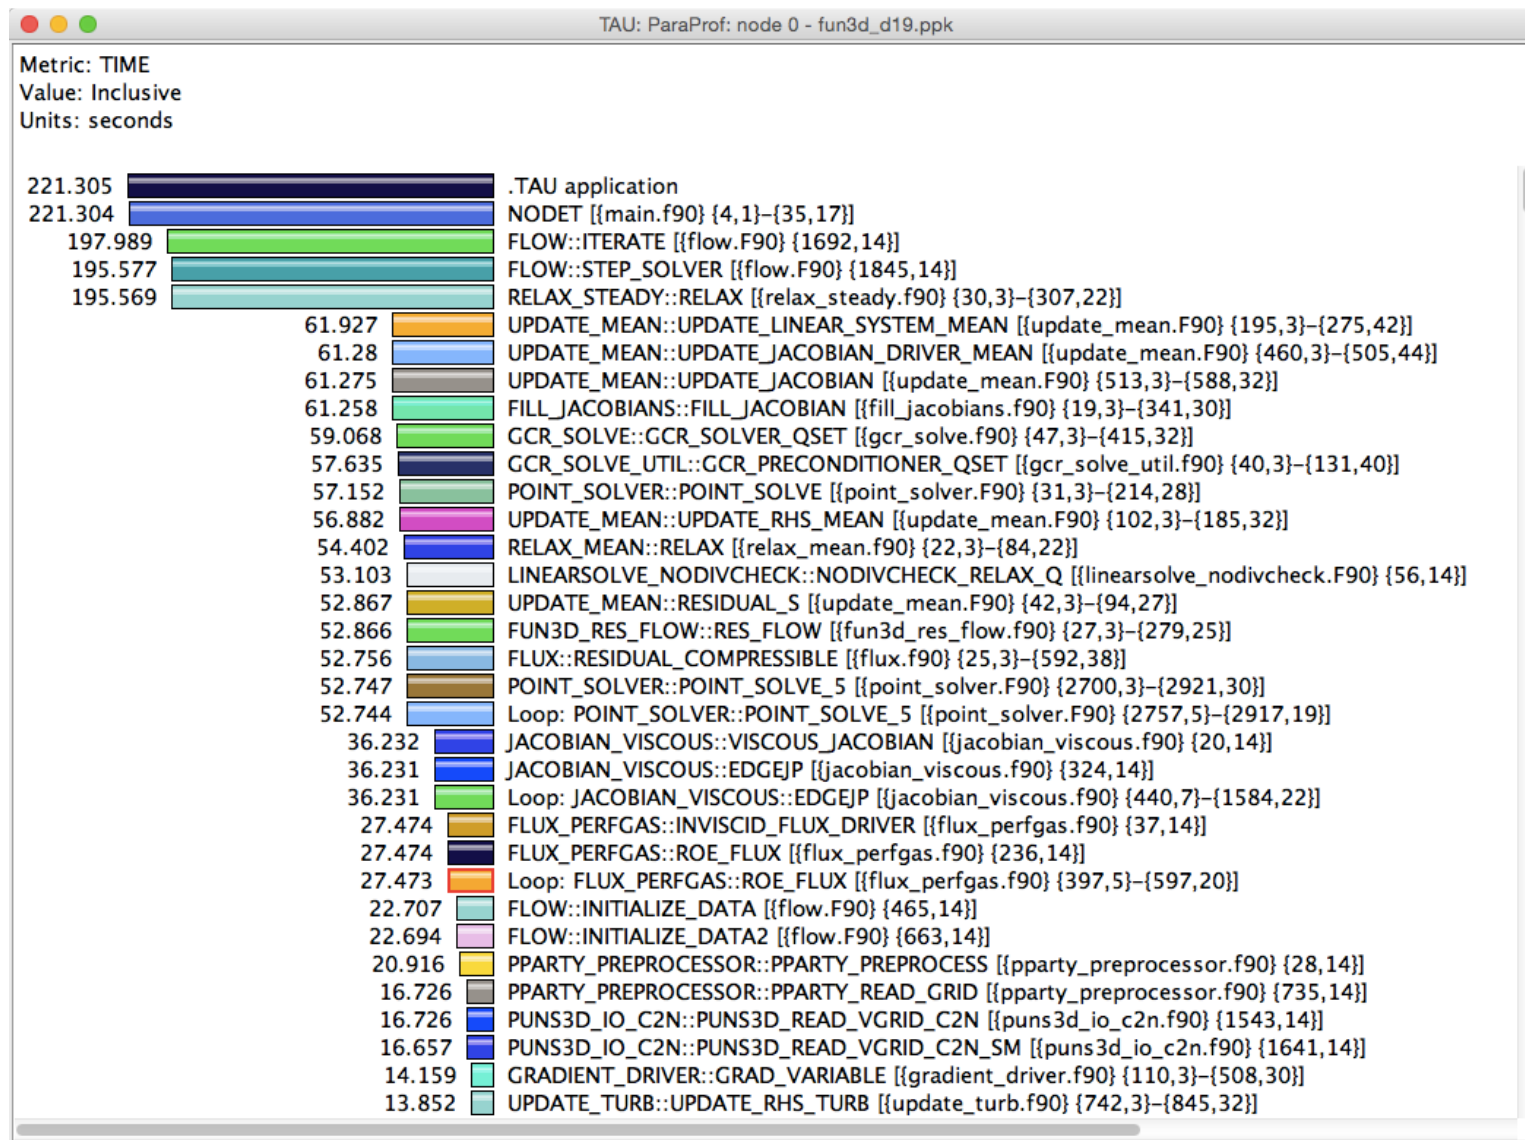 TAU: ParaProf: node 0 - fun3d_d19.ppk
Metric: TIME
Value: Inclusive
Units: seconds
221.305 .TAU application
221.304 NODET [{main.f90} {4,1}-{35,17}]
197.989 FLOW::ITERATE [{flow.F90} {1692,14}]
195.577 FLOW::STEP_SOLVER [{flow.F90} {1845,14}]
195.569 RELAX_STEADY::RELAX [{relax_steady.f90} {30,3}-{307,22}]
61.927 UPDATE_MEAN::UPDATE_LINEAR_SYSTEM_MEAN [{update_mean.F90} {195,3}-{275,42}]
61.28 UPDATE_MEAN::UPDATE_JACOBIAN_DRIVER_MEAN [{update_mean.F90} {460,3}-{505,44}]
61.275 UPDATE_MEAN::UPDATE_JACOBIAN [{update_mean.F90} {513,3}-{588,32}]
61.258 FILL_JACOBIANS::FILL_JACOBIAN [{fill_jacobians.f90} {19,3}-{341,30}]
59.068 GCR_SOLVE::GCR_SOLVER_QSET [{gcr_solve.f90} {47,3}-{415,32}]
57.635 GCR_SOLVE_UTIL::GCR_PRECONDITIONER_QSET [{gcr_solve_util.f90} {40,3}-{131,40}]
57.152 POINT_SOLVER::POINT_SOLVE [{point_solver.F90} {31,3}-{214,28}]
56.882 UPDATE_MEAN::UPDATE_RHS_MEAN [{update_mean.F90} {102,3}-{185,32}]
54.402 RELAX_MEAN::RELAX [{relax_mean.f90} {22,3}-{84,22}]
53.103 LINEARSOLVE_NODIVCHECK::NODIVCHECK_RELAX_Q [{linearsolve_nodivcheck.F90} {56,14}]
52.867 UPDATE_MEAN::RESIDUAL_S [{update_mean.F90} {42,3}-{94,27}]
52.866 FUN3D_RES_FLOW::RES_FLOW [{fun3d_res_flow.f90} {27,3}-{279,25}]
52.756 FLUX::RESIDUAL_COMPRESSIBLE [{flux.f90} {25,3}-{592,38}]
52.747 POINT_SOLVER::POINT_SOLVE_5 [{point_solver.F90} {2700,3}-{2921,30}]
52.744 Loop: POINT_SOLVER::POINT_SOLVE_5 [{point_solver.F90} {2757,5}-{2917,19}]
36.232 JACOBIAN_VISCOUS::VISCOUS_JACOBIAN [{jacobian_viscous.f90} {20,14}]
36.231 JACOBIAN_VISCOUS::EDGEJP [{jacobian_viscous.f90} {324,14}]
36.231 Loop: JACOBIAN_VISCOUS::EDGEJP [{jacobian_viscous.f90} {440,7}-{1584,22}]
27.474 FLUX_PERFGAS::INVISCID_FLUX_DRIVER [{flux_perfgas.f90} {37,14}]
27.474 FLUX_PERFGAS::ROE_FLUX [{flux_perfgas.f90} {236,14}]
27.473 Loop: FLUX_PERFGAS::ROE_FLUX [{flux_perfgas.f90} {397,5}-{597,20}]
22.707 FLOW::INITIALIZE_DATA [{flow.F90} {465,14}]
22.694 FLOW::INITIALIZE_DATA2 [{flow.F90} {663,14}]
20.916 PPARTY_PREPROCESSOR::PPARTY_PREPROCESS [{pparty_preprocessor.f90} {28,14}]
16.726 PPARTY_PREPROCESSOR::PPARTY_READ_GRID [{pparty_preprocessor.f90} {735,14}]
16.726 PUNS3D_IO_C2N::PUNS3D_READ_VGRID_C2N [{puns3d_io_c2n.f90} {1543,14}]
16.657 PUNS3D_IO_C2N::PUNS3D_READ_VGRID_C2N_SM [{puns3d_io_c2n.f90} {1641,14}]
14.159 GRADIENT_DRIVER::GRAD_VARIABLE [{gradient_driver.f90} {110,3}-{508,30}]
13.852 UPDATE_TURB::UPDATE_RHS_TURB [{update_turb.f90} {742,3}-{845,32}]